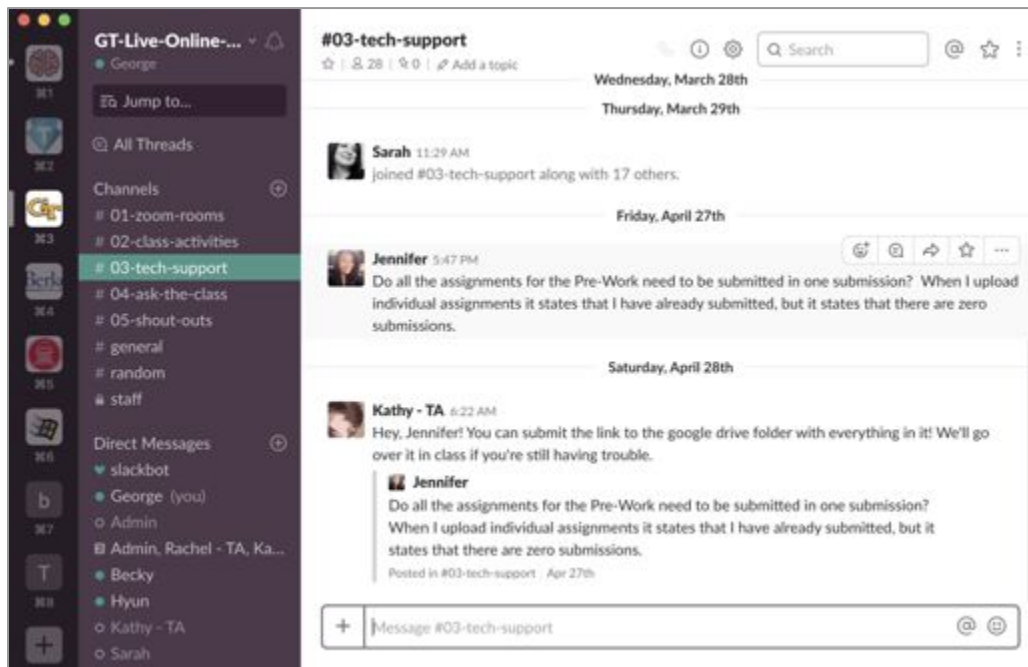 GT-Live-Online-...
George
Jump to...
All Threads
Channels
# 01-zoom-rooms
# 02-class-activities
# 03-tech-support
# 04-ask-the-class
# 05-shout-outs
# general
# random
staff
Direct Messages
slackbot
George (you)
Admin
Admin, Rachel - TA, Ka...
Becky
Hyun
Kathy - TA
Sarah
⌘1
⌘2
GT
⌘3
Berk
⌘4
⌘5
⌘6
b
⌘7
T
⌘8
#03-tech-support
28 | 0 | Add a topic
Search
Wednesday, March 28th
Thursday, March 29th
Sarah 11:29 AM
joined #03-tech-support along with 17 others.
Friday, April 27th
Jennifer 5:47 PM
Do all the assignments for the Pre-Work need to be submitted in one submission? When I upload
individual assignments it states that I have already submitted, but it states that there are zero
submissions.
Saturday, April 28th
Kathy - TA 6:22 AM
Hey, Jennifer! You can submit the link to the google drive folder with everything in it! We'll go
over it in class if you're still having trouble.
Jennifer
Do all the assignments for the Pre-Work need to be submitted in one submission?
When I upload individual assignments it states that I have already submitted, but it
states that there are zero submissions.
Posted in #03-tech-support Apr 27th
Message #03-tech-support